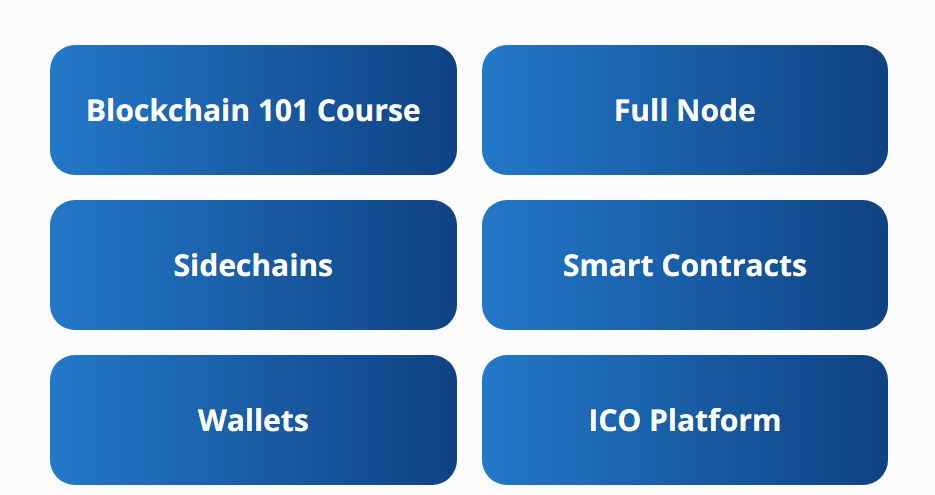 Blockchain 101 Course
Full Node
Sidechains
Smart Contracts
Wallets
ICO Platform